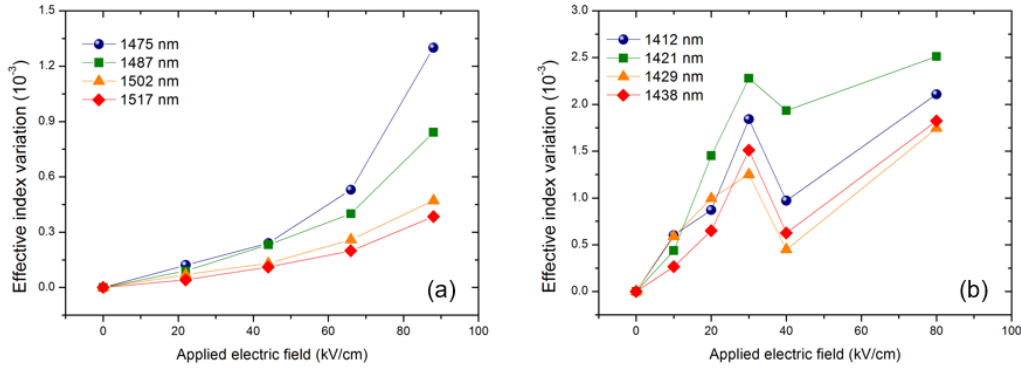 1.5
1.2
0.9
0.6
0.3
0.0
Effective index variation (10⁻³)
1475 nm
1487 nm
1502 nm
1517 nm
(a)
0
20
40
60
80
100
Applied electric field (kV/cm)
3.0
2.5
2.0
1.5
1.0
0.5
0.0
Effective index variation (10⁻³)
1412 nm
1421 nm
1429 nm
1438 nm
(b)
0
20
40
60
80
100
Applied electric field (kV/cm)